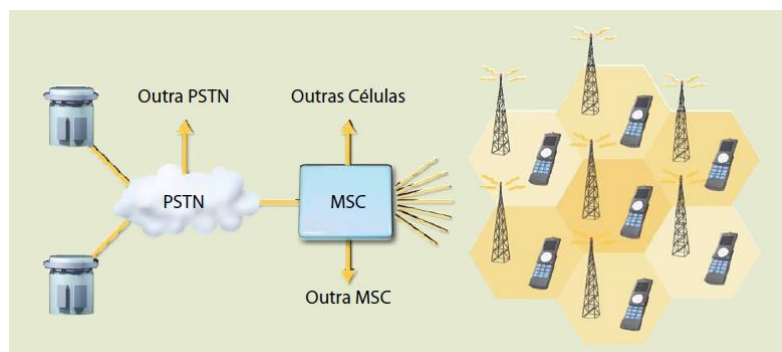 Outra PSTN
Outras Células
PSTN
MSC
Outra MSC